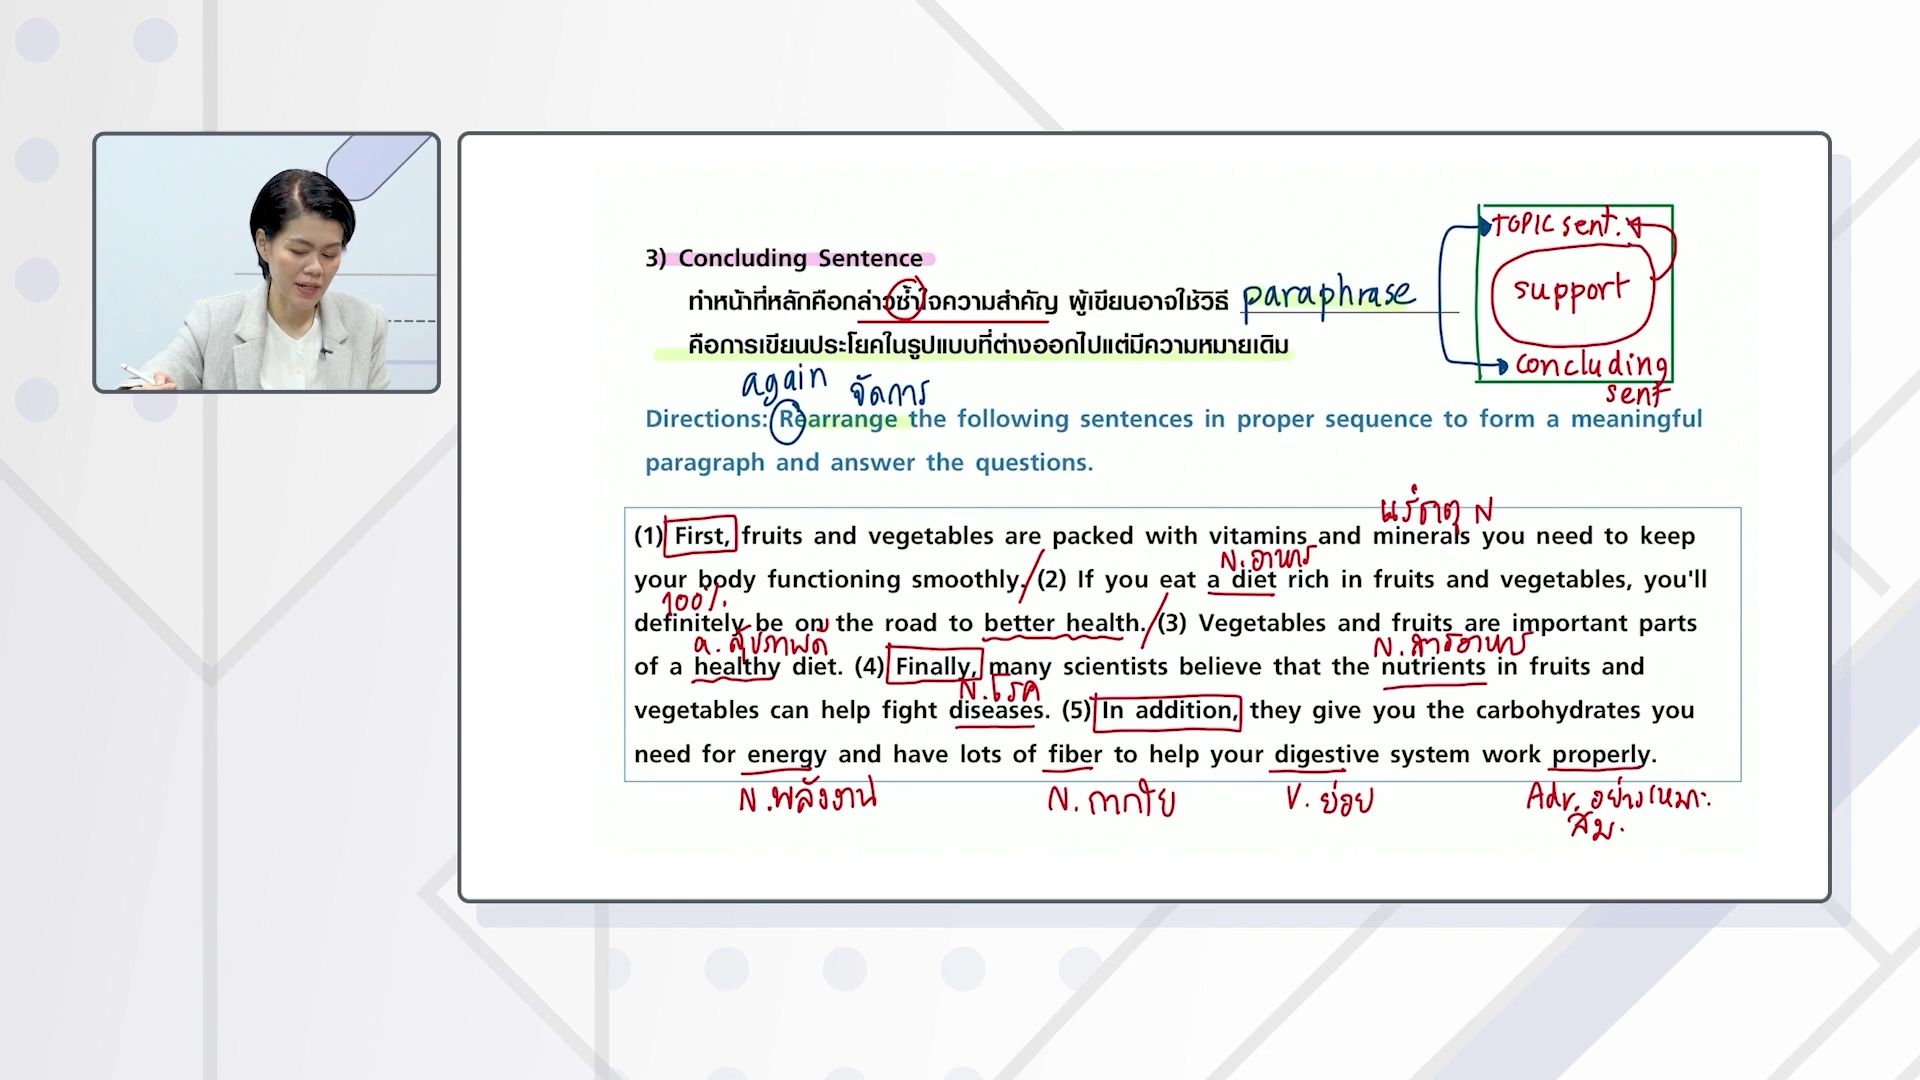 3) Concluding Sentence
ทำหน้าที่หลักคือกล่าวซ้ำใจความสำคัญ ผู้เขียนอาจใช้วิธี paraphrase
คือการเขียนประโยคในรูปแบบที่ต่างออกไปแต่มีความหมายเดิม
TOPIC sent.
support
concluding
sent
again จัดการ
Directions: Rearrange the following sentences in proper sequence to form a meaningful
paragraph and answer the questions.
แร่ธาตุ N
(1) First, fruits and vegetables are packed with vitamins and minerals you need to keep
N. อาหาร
your body functioning smoothly. (2) If you eat a diet rich in fruits and vegetables, you'll
100%.
definitely be on the road to better health. (3) Vegetables and fruits are important parts
a. สุขภาพดี N. สารอาหาร
of a healthy diet. (4) Finally, many scientists believe that the nutrients in fruits and
N. โรค
vegetables can help fight diseases. (5) In addition, they give you the carbohydrates you
need for energy and have lots of fiber to help your digestive system work properly.
N. พลังงาน N. กากใย V. ย่อย Adv. อย่างเหมาะ
สม.